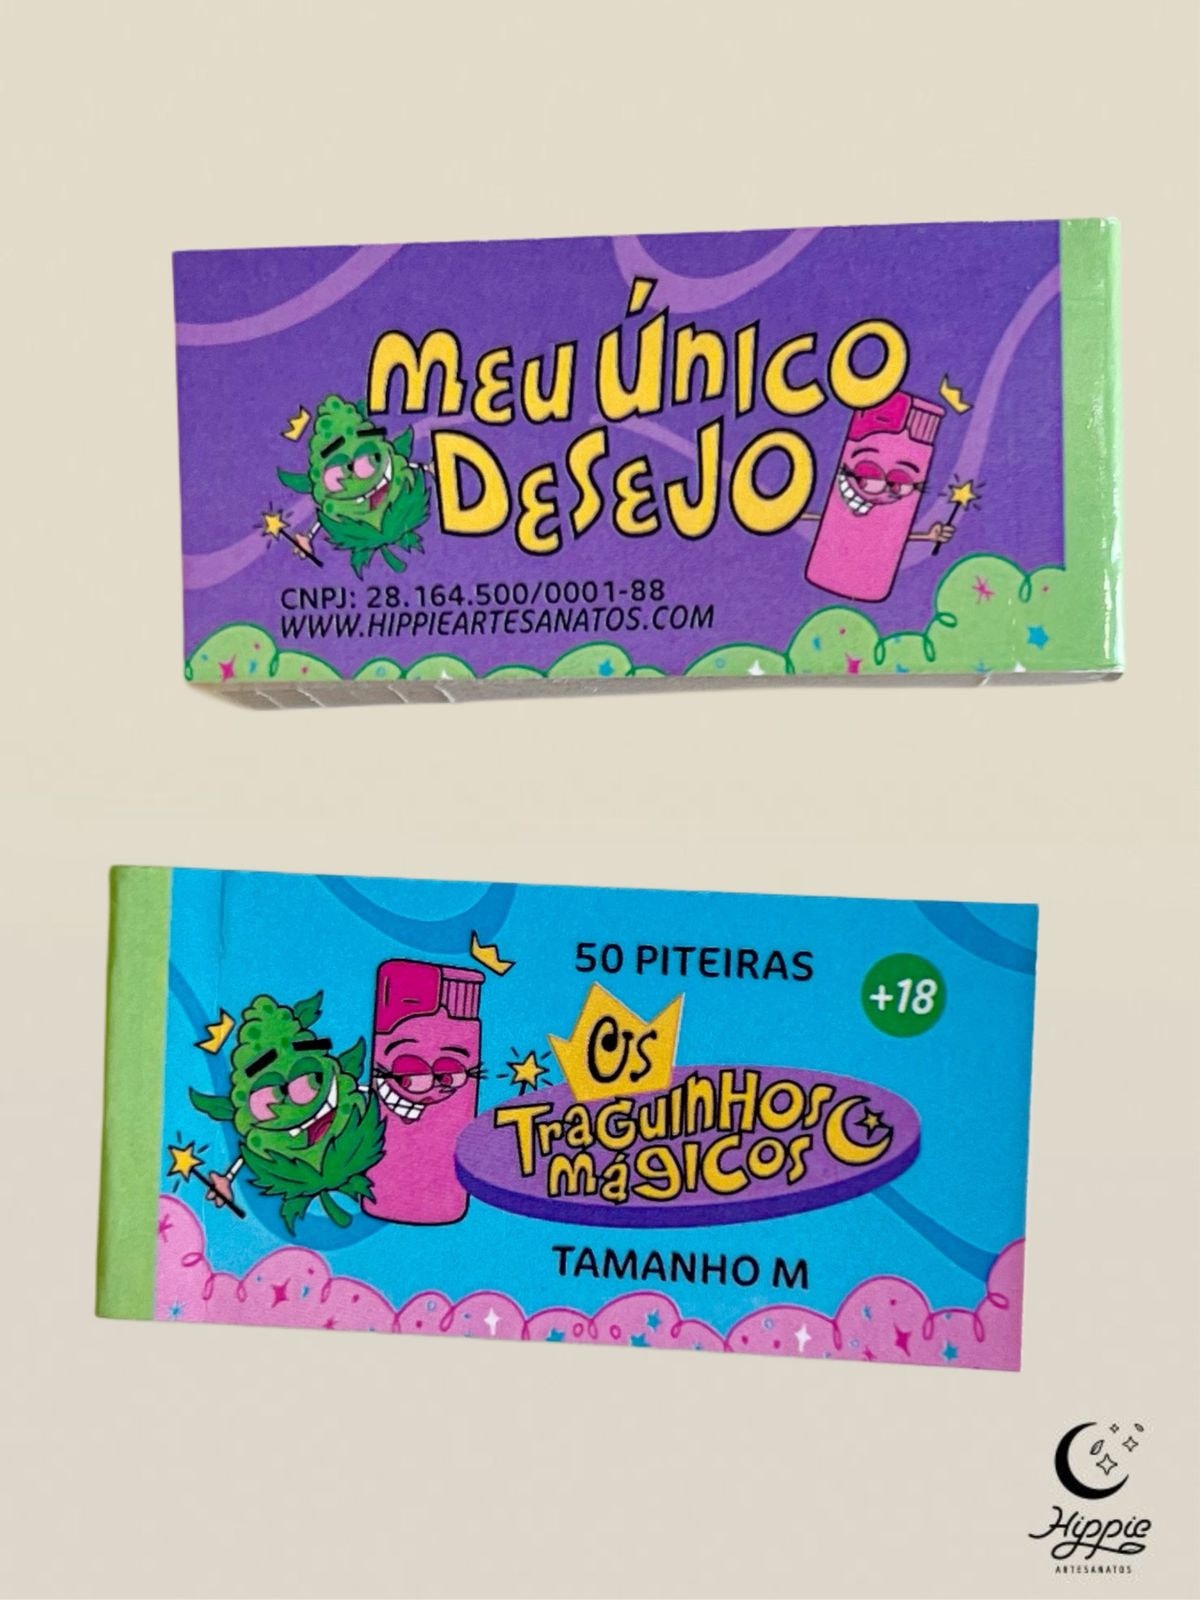 MEU ÚNICO
DESEJO
CNPJ: 28.164.500/0001-88
WWW.HIPPIEARTESANATOS.COM
50 PITEIRAS
+18
OS
TRAGUINHOS
MÁGICOS
TAMANHO M
Hippie
ARTESANATOS